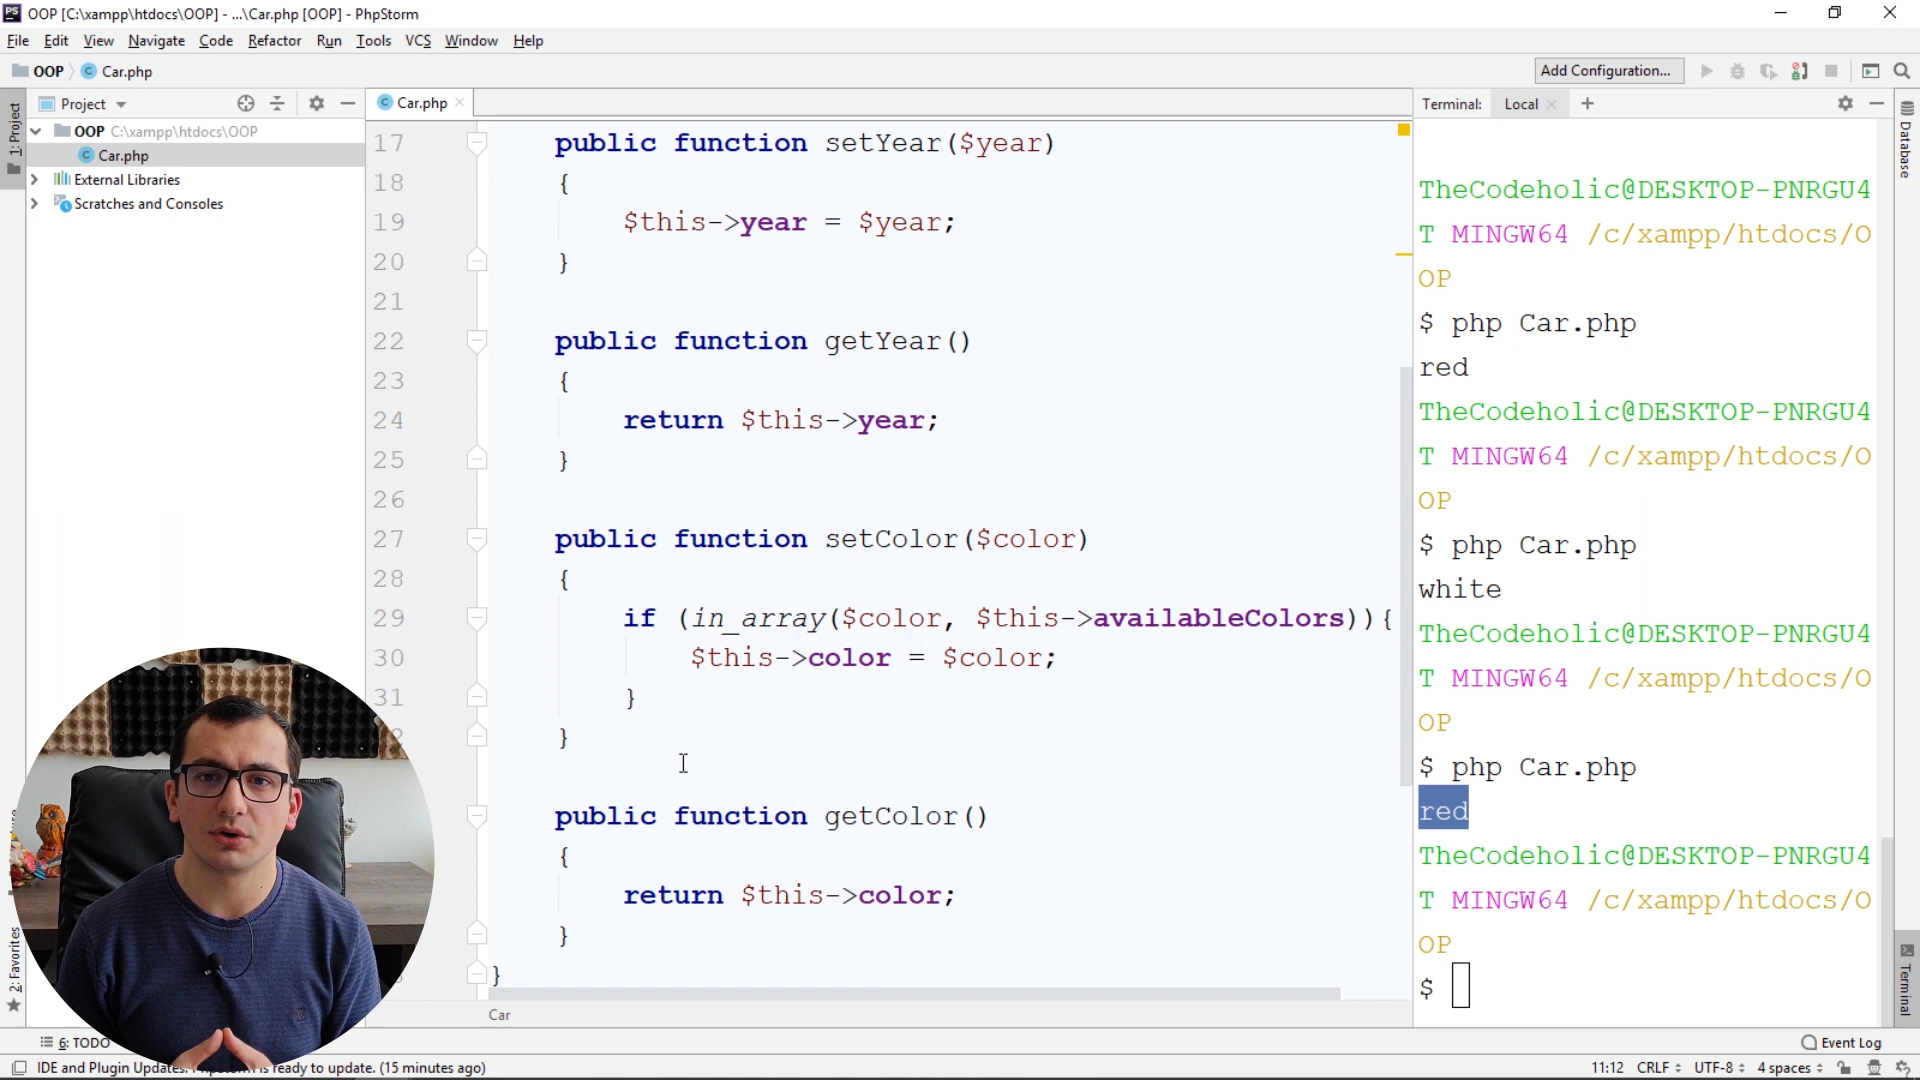 OOP [C:\xampp\htdocs\OOP] - ...\Car.php [OOP] - PhpStorm
File Edit View Navigate Code Refactor Run Tools VCS Window Help
OOP Car.php
Add Configuration...
1: Project
Project
OOP C:\xampp\htdocs\OOP
Car.php
External Libraries
Scratches and Consoles
2: Favorites
Car.php
17 public function setYear($year)
18 {
19 $this->year = $year;
20 }
21
22 public function getYear()
23 {
24 return $this->year;
25 }
26
27 public function setColor($color)
28 {
29 if (in_array($color, $this->availableColors)){
30 $this->color = $color;
31 }
}
public function getColor()
{
return $this->color;
}
}
Car
Terminal: Local
TheCodeholic@DESKTOP-PNRGU4
T MINGW64 /c/xampp/htdocs/O
OP
$ php Car.php
red
TheCodeholic@DESKTOP-PNRGU4
T MINGW64 /c/xampp/htdocs/O
OP
$ php Car.php
white
TheCodeholic@DESKTOP-PNRGU4
T MINGW64 /c/xampp/htdocs/O
OP
$ php Car.php
red
TheCodeholic@DESKTOP-PNRGU4
T MINGW64 /c/xampp/htdocs/O
OP
$
Database
Terminal
6: TODO
Event Log
IDE and Plugin Updates: is ready to update. (15 minutes ago)
11:12 CRLF UTF-8 4 spaces